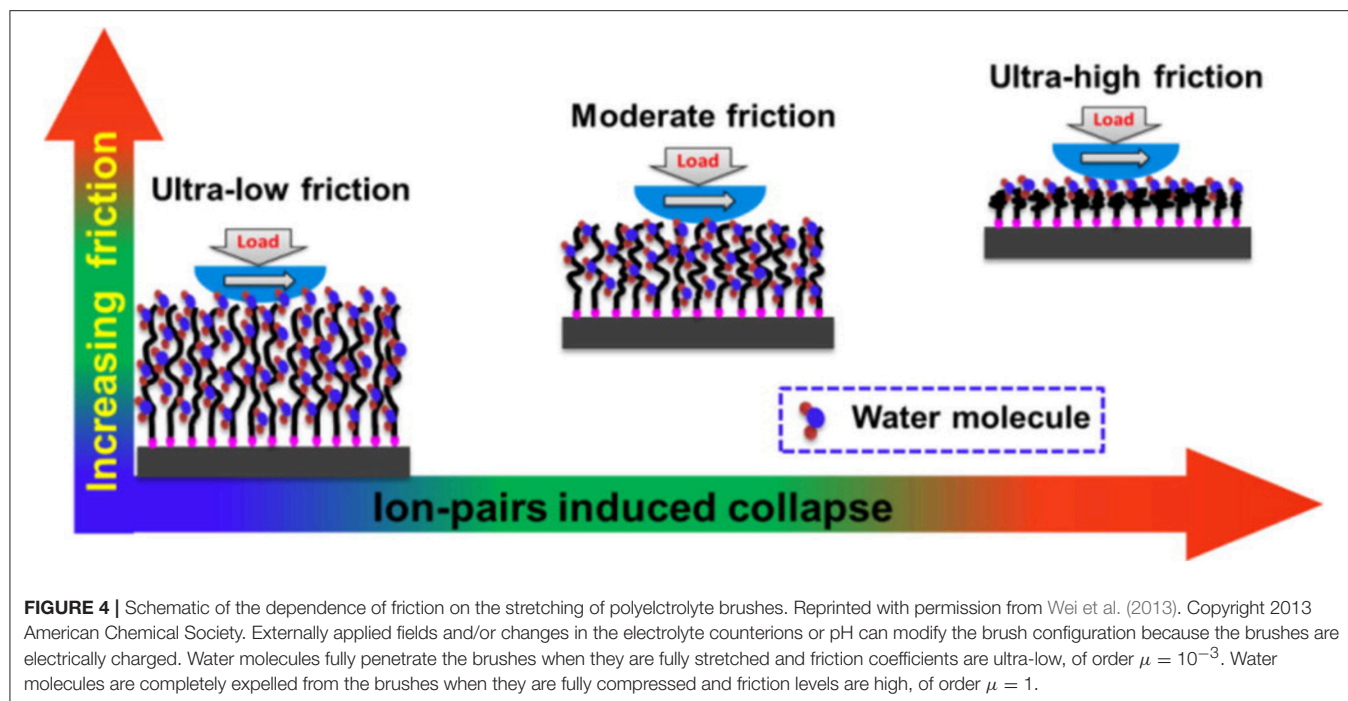 Ultra-high friction
Load
Moderate friction
Load
Ultra-low friction
Load
Increasing friction
Water molecule
Ion-pairs induced collapse
FIGURE 4 | Schematic of the dependence of friction on the stretching of polyelctrolyte brushes. Reprinted with permission from Wei et al. (2013). Copyright 2013
American Chemical Society. Externally applied fields and/or changes in the electrolyte counterions or pH can modify the brush configuration because the brushes are
electrically charged. Water molecules fully penetrate the brushes when they are fully stretched and friction coefficients are ultra-low, of order μ = 10⁻³. Water
molecules are completely expelled from the brushes when they are fully compressed and friction levels are high, of order μ = 1.